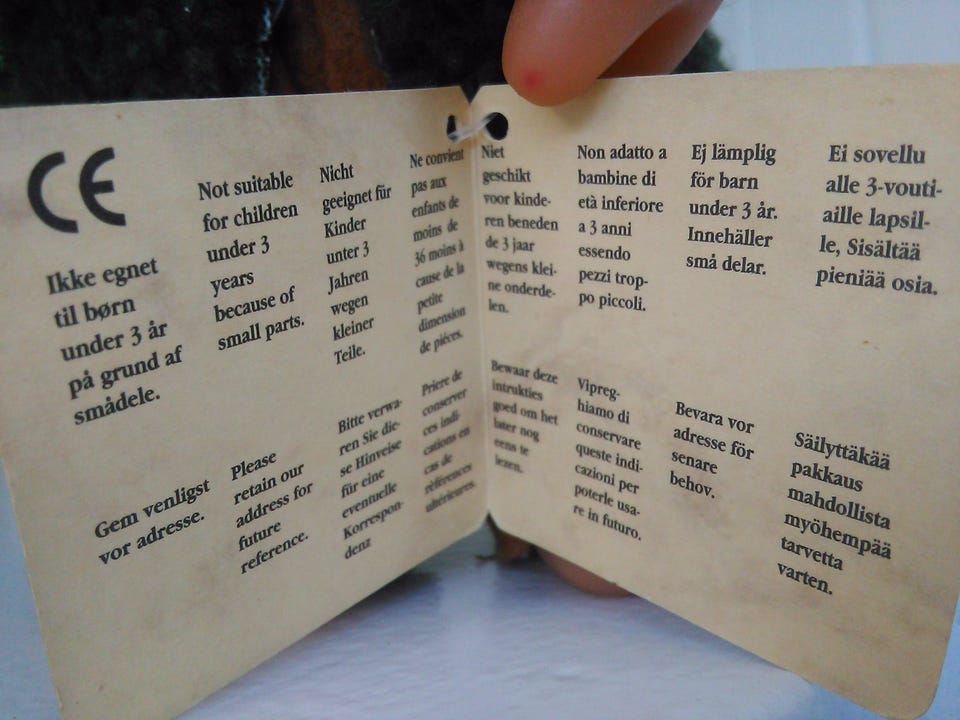 CE
Ikke egnet
til børn
under 3 år
på grund af
smådele.
Not suitable
for children
under 3
years
because of
small parts.
Nicht
geeignet für
Kinder
unter 3
Jahren
wegen
kleiner
Teile.
Ne convient
pas aux
enfants de
moins de
36 moins à
cause de la
petite
dimension
de piéces.
Gem venligst
vor adresse.
Please
retain our
address for
future
reference.
Bitte verwa-
ren Sie die-
se Hinweise
für eine
eventuelle
Korrespon-
denz
Priere de
conserver
ces indi-
cations en
cas de
références
ultérieures.
Niet
geschikt
voor kinde-
ren beneden
de 3 jaar
wegens klei-
ne onderde-
len.
Non adatto a
bambine di
età inferiore
a 3 anni
essendo
pezzi trop-
po piccoli.
Ej lämplig
för barn
under 3 år.
Innehäller
små delar.
Ei sovellu
alle 3-vouti-
aille lapsil-
le, Sisältää
pieniää osia.
Bewaar deze
intrukties
goed om het
later nog
eens te
lezen.
Vipreg-
hiamo di
conservare
queste indi-
cazioni per
poterle usa-
re in futuro.
Bevara vor
adresse för
senare
behov.
Säilyttäkää
pakkaus
mahdollista
myöhempää
tarvetta
varten.